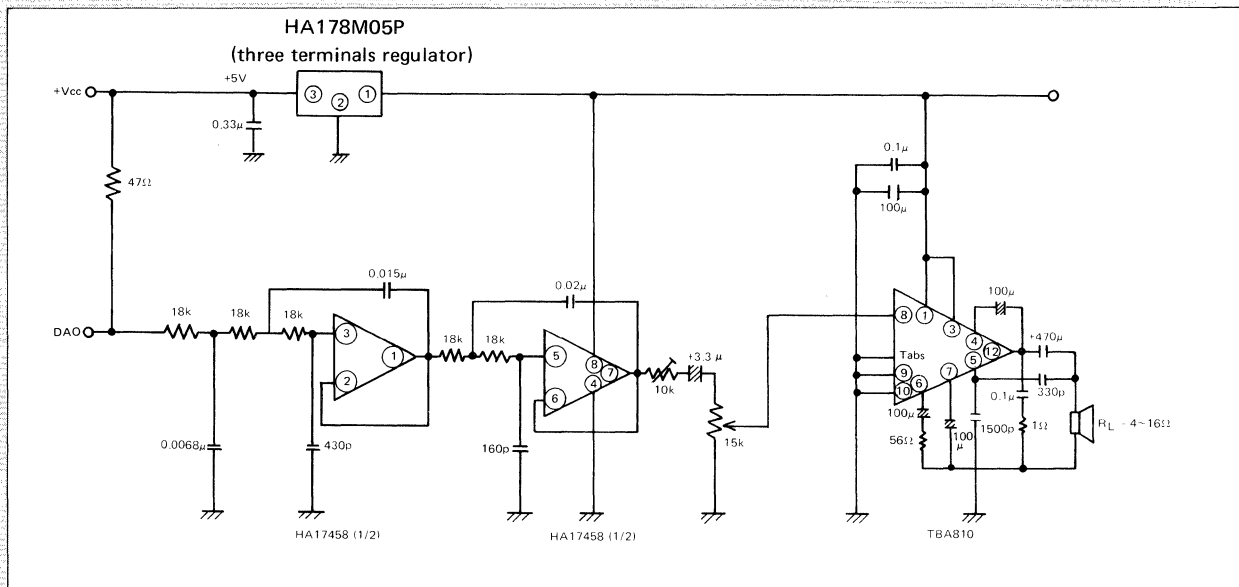 HA178M05P
(three terminals regulator)
+Vcc
+5V
3
2
1
0.33μ
47Ω
0.1μ
100μ
0.015μ
0.02μ
100μ
DAO
18k
18k
18k
3
1
2
18k
18k
5
8
7
4
6
10k
+3.3 μ
15k
8
1
3
4
12
5
Tabs
9
10
6
7
+470μ
330p
0.1μ
100μ
56Ω
100
μ
1500p
1Ω
RL - 4~16Ω
0.0068μ
430p
160p
HA17458 (1/2)
HA17458 (1/2)
TBA810